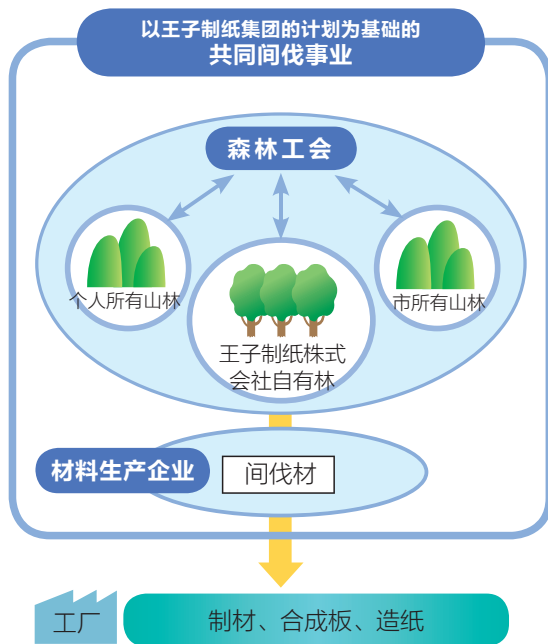 以王子制纸集团的计划为基础的
共同间伐事业
森林工会
个人所有山林
市所有山林
王子制纸株式
会社自有林
材料生产企业
间伐材
工厂
制材、合成板、造纸